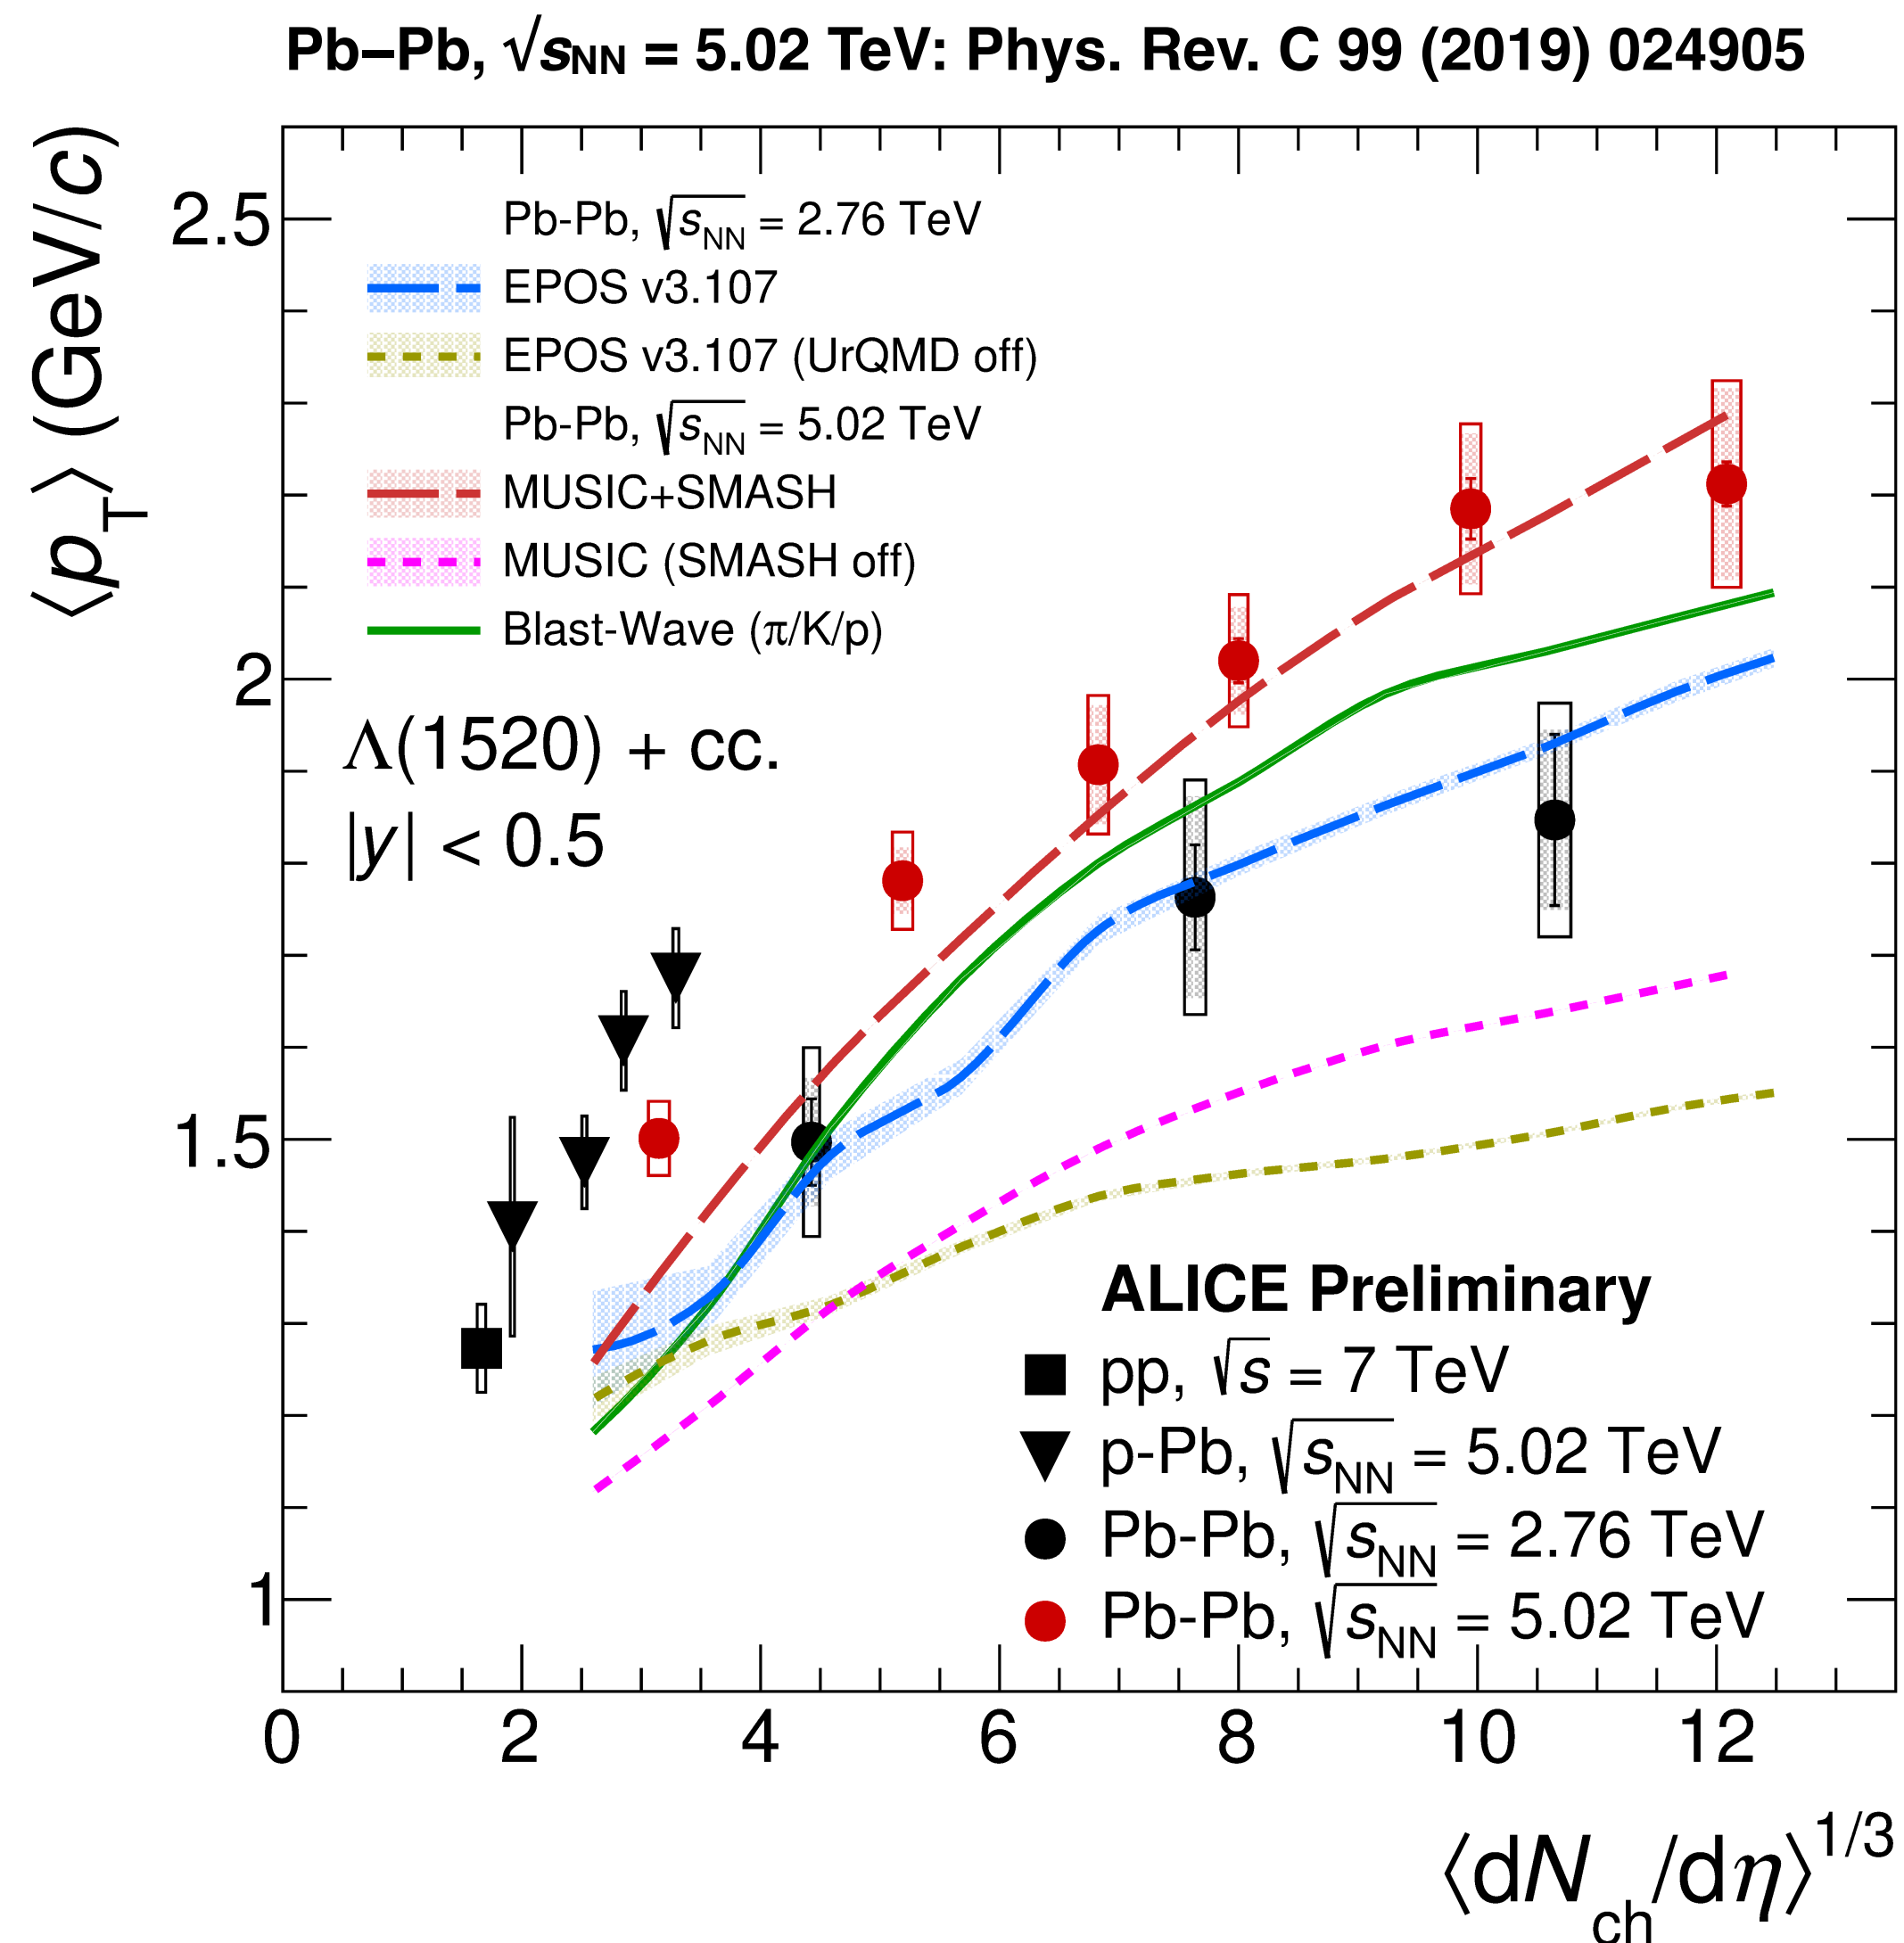 Pb–Pb, √sNN = 5.02 TeV: Phys. Rev. C 99 (2019) 024905
⟨pT⟩ (GeV/c)
2.5
2
1.5
1
Pb-Pb, √sNN = 2.76 TeV
EPOS v3.107
EPOS v3.107 (UrQMD off)
Pb-Pb, √sNN = 5.02 TeV
MUSIC+SMASH
MUSIC (SMASH off)
Blast-Wave (π/K/p)
Λ(1520) + cc.
|y| < 0.5
ALICE Preliminary
pp, √s = 7 TeV
p-Pb, √sNN = 5.02 TeV
Pb-Pb, √sNN = 2.76 TeV
Pb-Pb, √sNN = 5.02 TeV
0 2 4 6 8 10 12
⟨dNch/dη⟩1/3